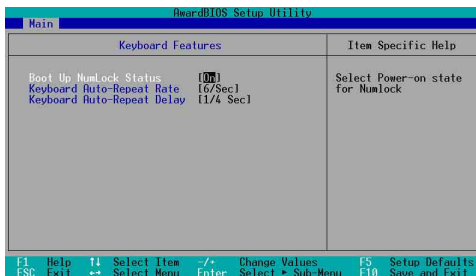 AwardBIOS Setup Utility
Main
Keyboard Features
Item Specific Help
Boot Up NumLock Status [On]
Keyboard Auto-Repeat Rate [6/Sec]
Keyboard Auto-Repeat Delay [1/4 Sec]
Select Power-on state
for Numlock
F1 Help ↑↓ Select Item -/+ Change Values F5 Setup Defaults
ESC Exit ↔ Select Menu Enter Select ► Sub-Menu F10 Save and Exit